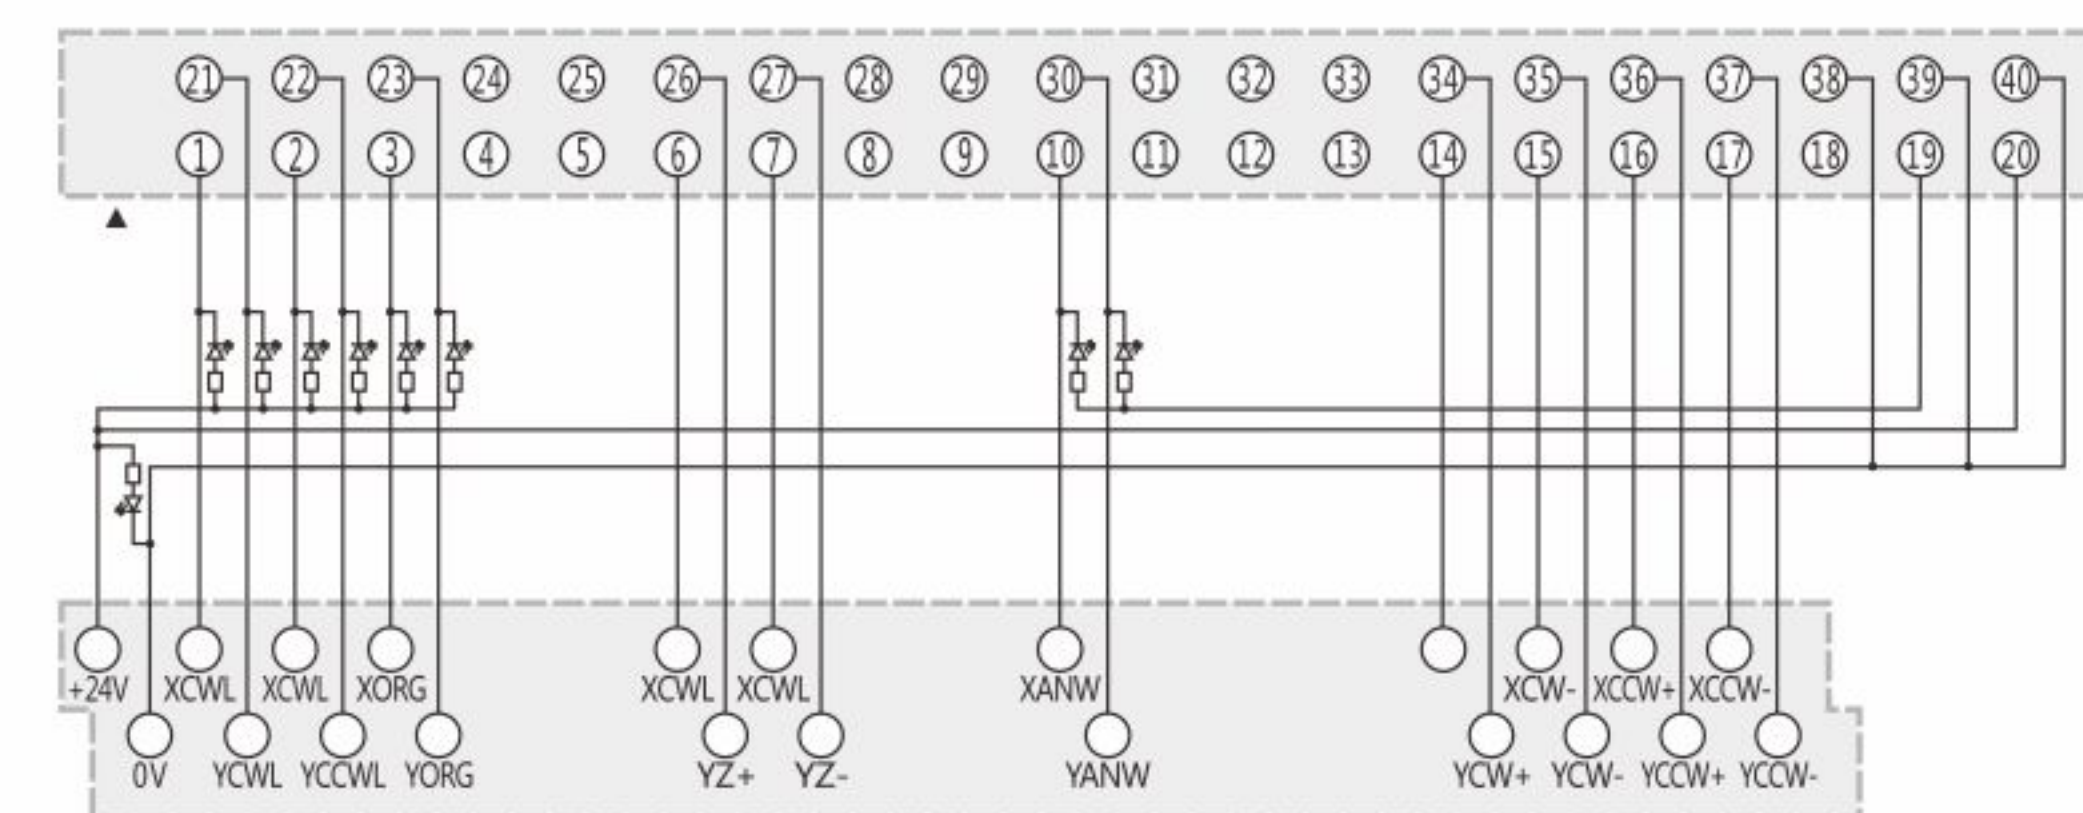 21 22 23 24 25 26 27 28 29 30 31 32 33 34 35 36 37 38 39 40
1 2 3 4 5 6 7 8 9 10 11 12 13 14 15 16 17 18 19 20
+24V XCWL XCWL XORG XCWL XCWL XANW XCW- XCCW+ XCCW-
0V YCWL YCCWL YORG YZ+ YZ- YANW YCW+ YCW- YCCW+ YCCW-